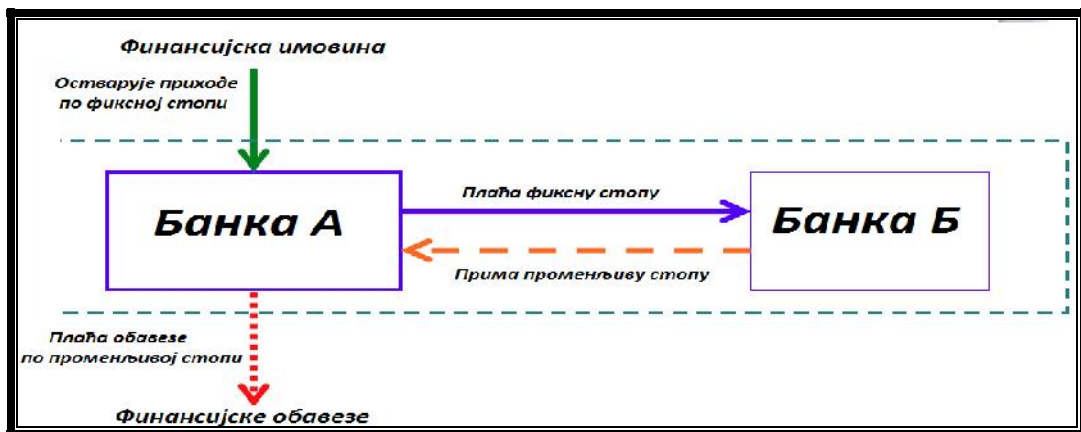 Финансијска имовина
Остварује приходе
по фиксној стопи
Банка А
Плаћа фиксну стопу
Банка Б
Прима променљиву стопу
Плаћа обавезе
по променљивој стопи
Финансијске обавезе